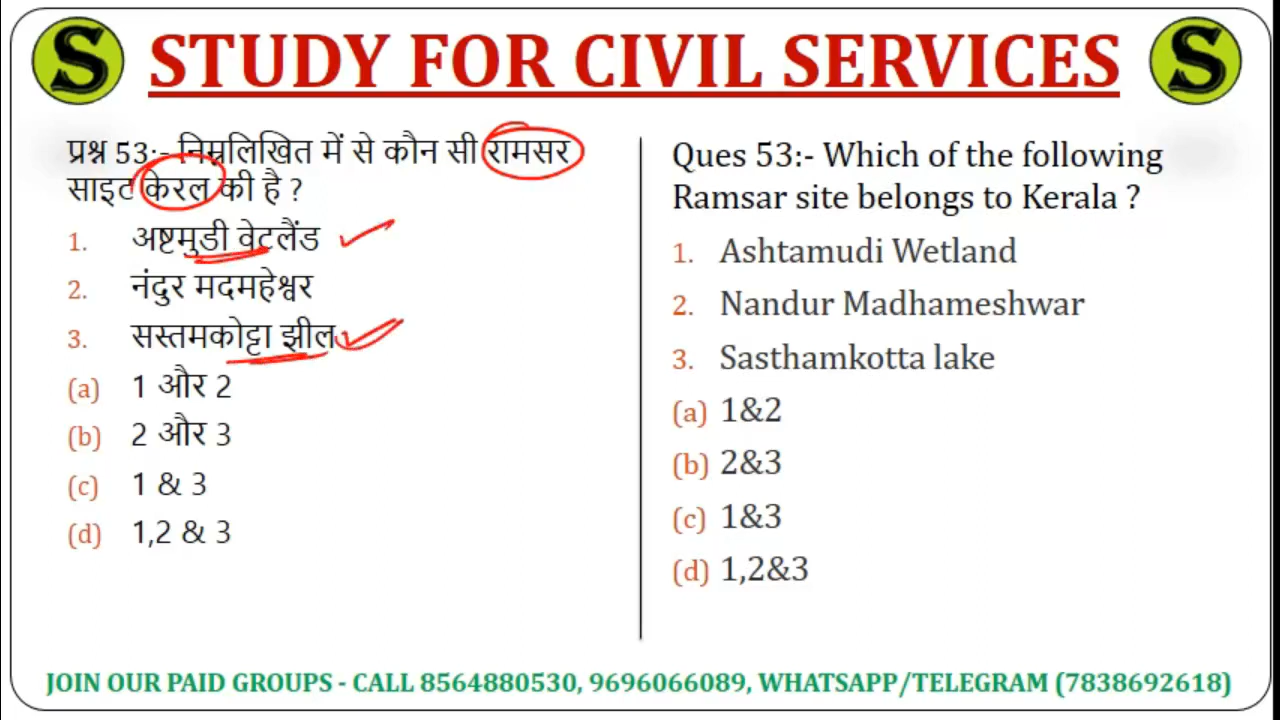 S STUDY FOR CIVIL SERVICES S
प्रश्न 53:- निम्नलिखित में से कौन सी रामसर
साइट केरल की है ?
1. अष्टमुडी वेटलैंड
2. नंदुर मदमहेश्वर
3. सस्तमकोट्टा झील
(a) 1 और 2
(b) 2 और 3
(c) 1 & 3
(d) 1,2 & 3
Ques 53:- Which of the following
Ramsar site belongs to Kerala ?
1. Ashtamudi Wetland
2. Nandur Madhameshwar
3. Sasthamkotta lake
(a) 1&2
(b) 2&3
(c) 1&3
(d) 1,2&3
JOIN OUR PAID GROUPS - CALL 8564880530, 9696066089, WHATSAPP/TELEGRAM (7838692618)